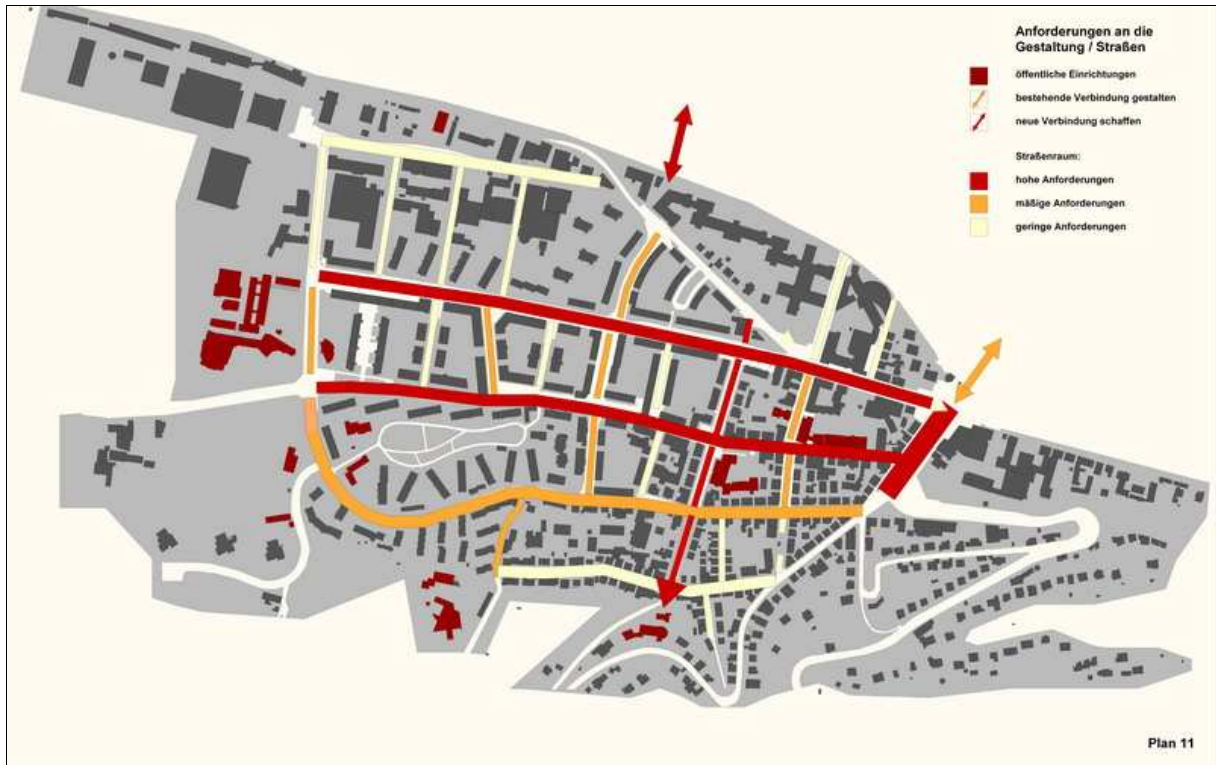 Anforderungen an die
Gestaltung / Straßen
öffentliche Einrichtungen
bestehende Verbindung gestalten
neue Verbindung schaffen
Straßenraum:
hohe Anforderungen
mäßige Anforderungen
geringe Anforderungen
Plan 11